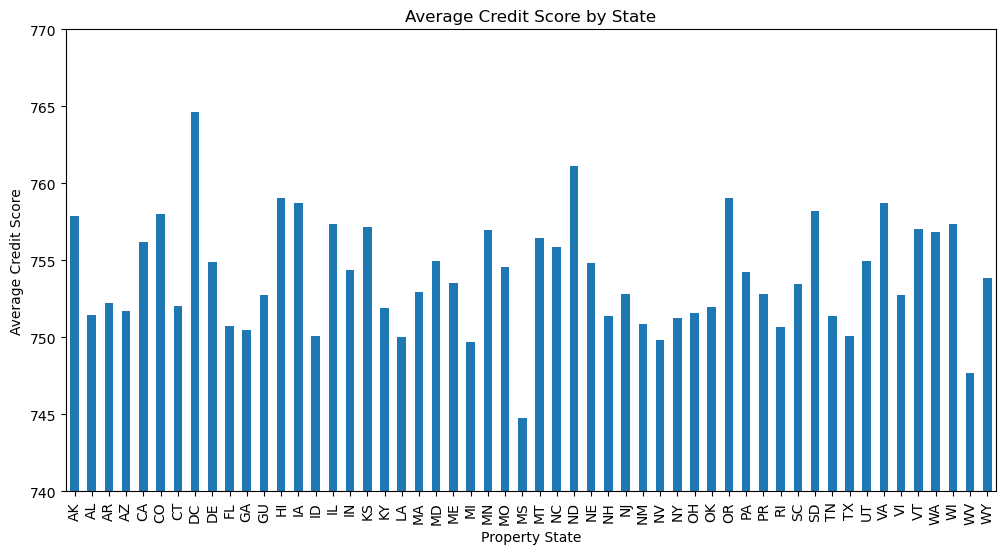 Average Credit Score by State
Average Credit Score
770
765
760
755
750
745
740
AK AL AR AZ CA CO CT DC DE FL GA GU HI IA ID IL IN KS KY LA MA MD ME MI MN MO MS MT NC ND NE NH NJ NM NV NY OH OK OR PA PR RI SC SD TN TX UT VA VI VT WA WI WV WY
Property State